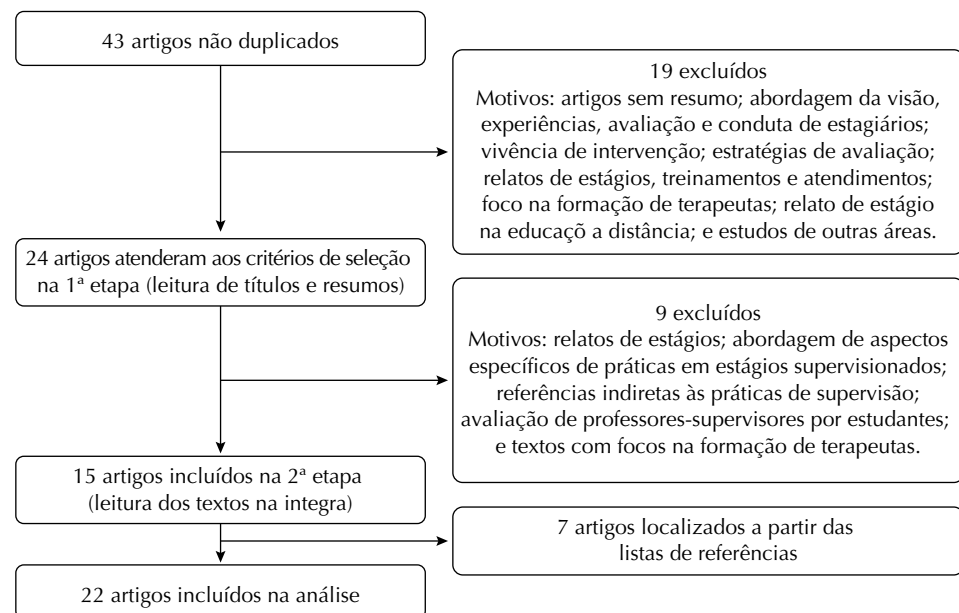 43 artigos não duplicados
19 excluídos
Motivos: artigos sem resumo; abordagem da visão,
experiências, avaliação e conduta de estagiários;
vivência de intervenção; estratégias de avaliação;
relatos de estágios, treinamentos e atendimentos;
foco na formação de terapeutas; relato de estágio
na educaçõ a distância; e estudos de outras áreas.
24 artigos atenderam aos critérios de seleção
na 1ª etapa (leitura de títulos e resumos)
9 excluídos
Motivos: relatos de estágios; abordagem de aspectos
específicos de práticas em estágios supervisionados;
referências indiretas às práticas de supervisão;
avaliação de professores-supervisores por estudantes;
e textos com focos na formação de terapeutas.
15 artigos incluídos na 2ª etapa
(leitura dos textos na integra)
7 artigos localizados a partir das
listas de referências
22 artigos incluídos na análise